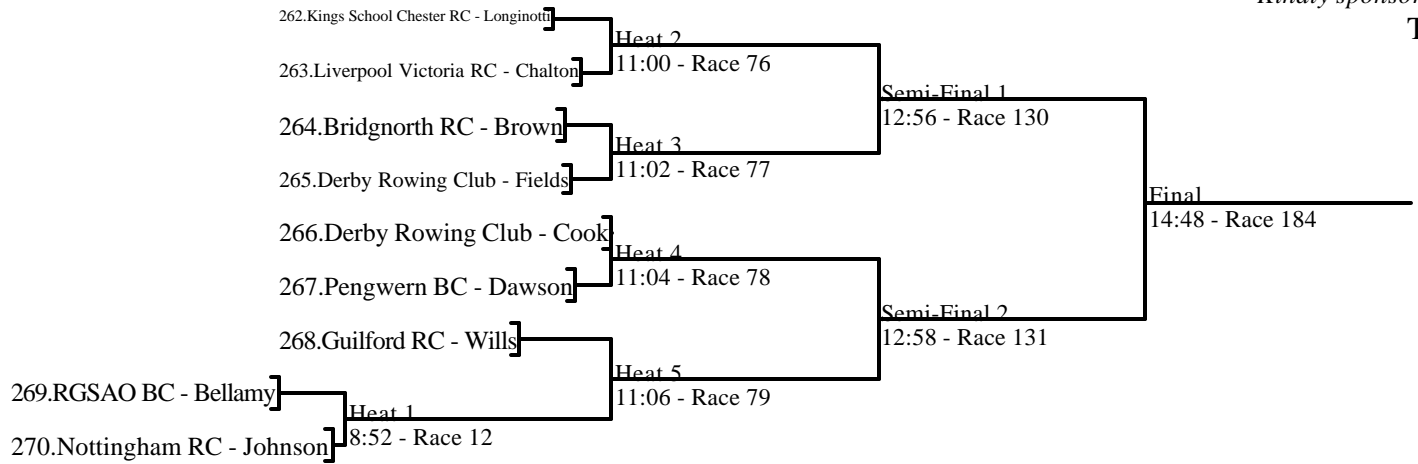 Kindly sponsor
T
262.Kings School Chester RC - Longinotti
Heat 2
11:00 - Race 76
263.Liverpool Victoria RC - Chalton
Semi-Final 1
12:56 - Race 130
264.Bridgnorth RC - Brown
Heat 3
11:02 - Race 77
265.Derby Rowing Club - Fields
Final
14:48 - Race 184
266.Derby Rowing Club - Cook
Heat 4
11:04 - Race 78
267.Pengwern BC - Dawson
Semi-Final 2
12:58 - Race 131
268.Guilford RC - Wills
Heat 5
11:06 - Race 79
269.RGSAO BC - Bellamy
Heat 1
8:52 - Race 12
270.Nottingham RC - Johnson